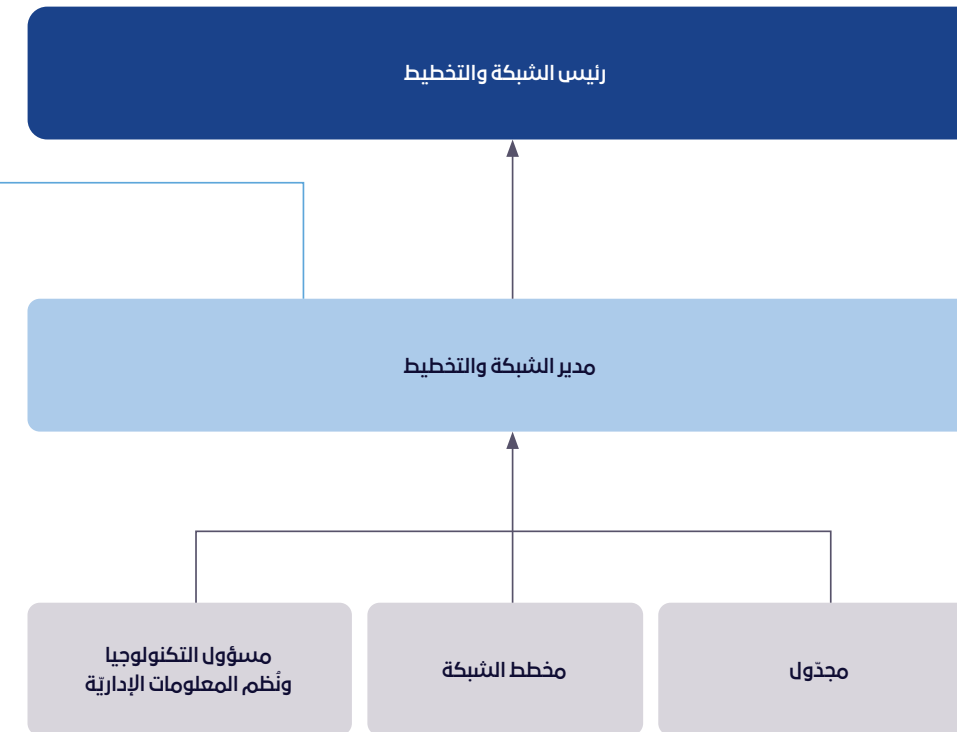 رئيس الشبكة والتخطيط
مدير الشبكة والتخطيط
مجدّول
مخطط الشبكة
مسؤول التكنولوجيا
ونُظم المعلومات الإداريّة